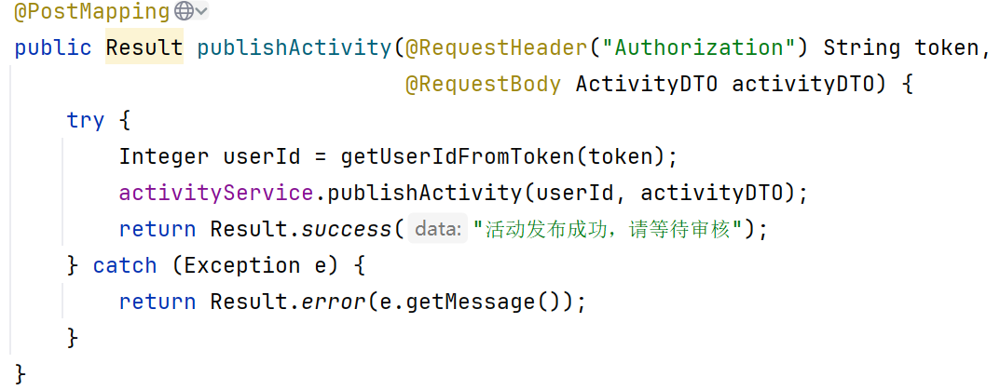 @PostMapping
public Result publishActivity(@RequestHeader("Authorization") String token,
@RequestBody ActivityDTO activityDTO) {
try {
Integer userId = getUserIdFromToken(token);
activityService.publishActivity(userId, activityDTO);
return Result.success( data: "活动发布成功，请等待审核");
} catch (Exception e) {
return Result.error(e.getMessage());
}
}